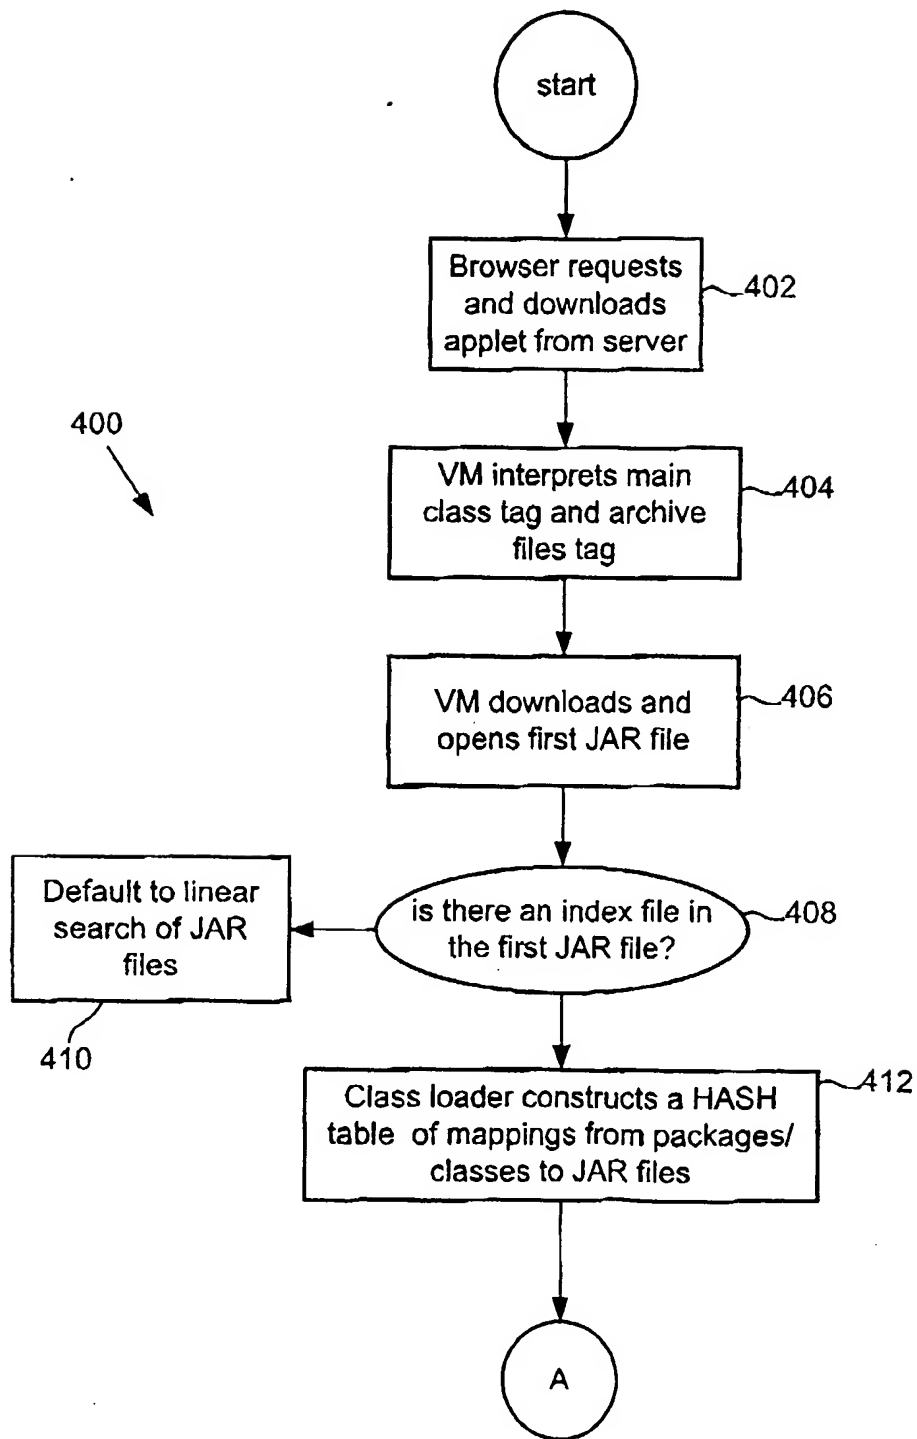 start
Browser requests
and downloads
applet from server
402
400
VM interprets main
class tag and archive
files tag
404
VM downloads and
opens first JAR file
406
is there an index file in
the first JAR file?
408
Default to linear
search of JAR
files
410
Class loader constructs a HASH
table of mappings from packages/
classes to JAR files
412
A